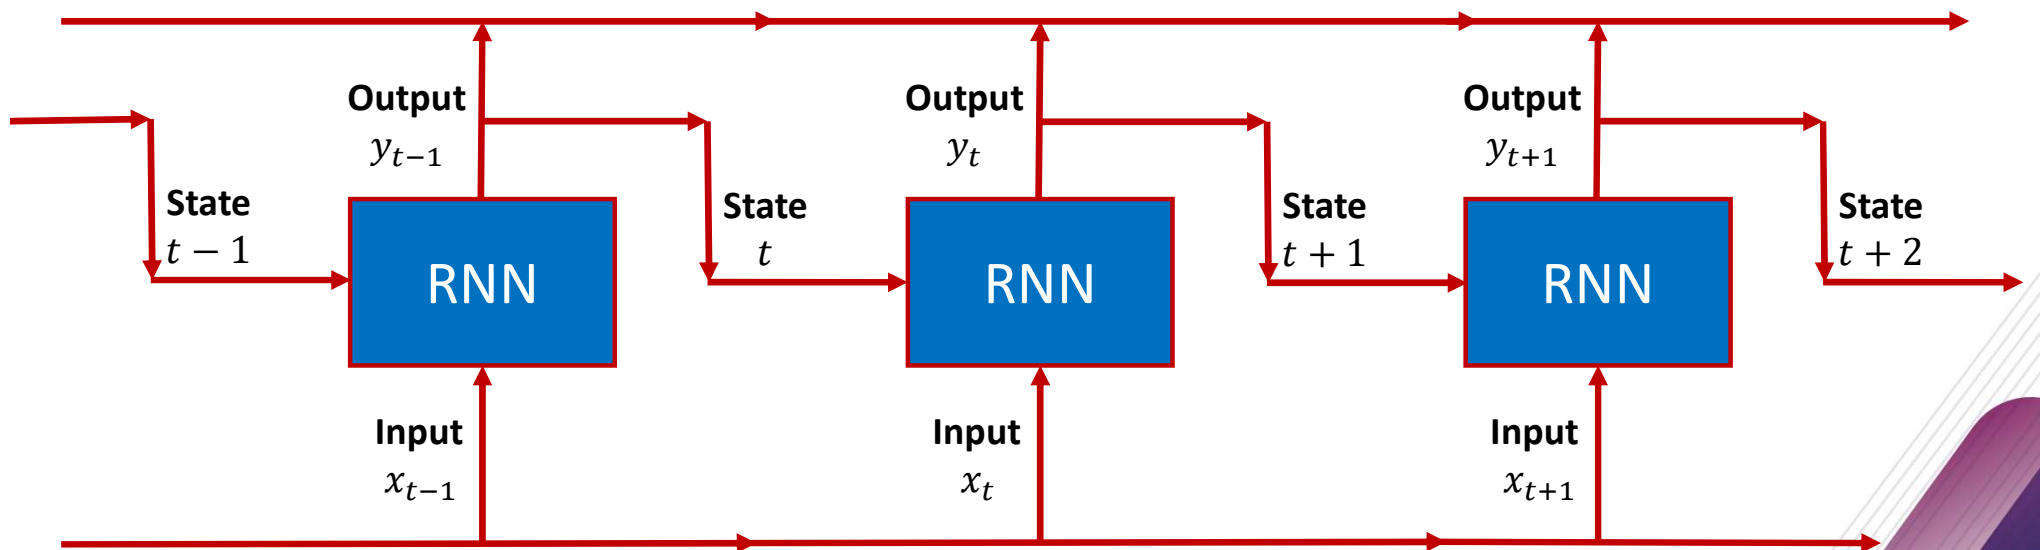 Output
y_{t−1}
Output
y_t
Output
y_{t+1}
State
t − 1
State
t
State
t + 1
State
t + 2
RNN
RNN
RNN
Input
x_{t−1}
Input
x_t
Input
x_{t+1}